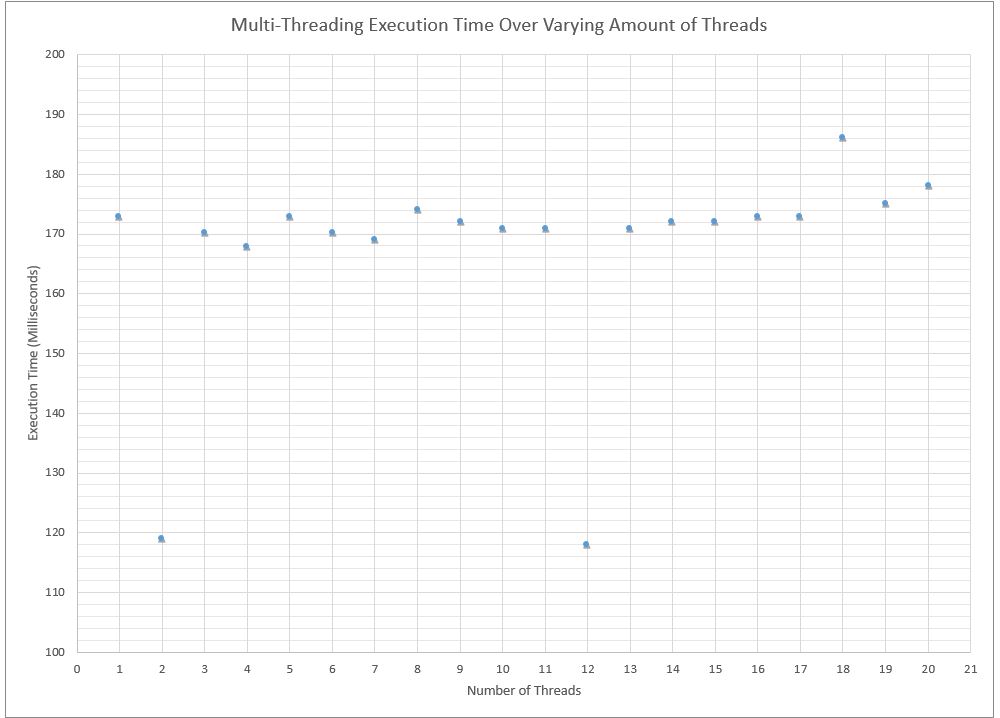 Multi-Threading Execution Time Over Varying Amount of Threads
200
190
180
170
160
150
140
130
120
110
100
Execution Time (Milliseconds)
0 1 2 3 4 5 6 7 8 9 10 11 12 13 14 15 16 17 18 19 20 21
Number of Threads